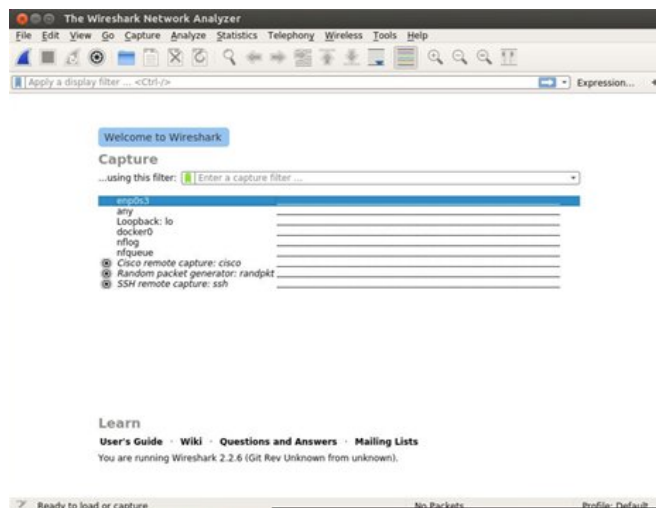 The Wireshark Network Analyzer
File Edit View Go Capture Analyze Statistics Telephony Wireless Tools Help
Apply a display filter ... <Ctrl-/> Expression...
Welcome to Wireshark
Capture
...using this filter: Enter a capture filter ...
enp0s3
any
Loopback: lo
docker0
nflog
nfqueue
Cisco remote capture: cisco
Random packet generator: randpkt
SSH remote capture: ssh
Learn
User's Guide · Wiki · Questions and Answers · Mailing Lists
You are running Wireshark 2.2.6 (Git Rev Unknown from unknown).
Ready to load or capture No Packets Profile: Default